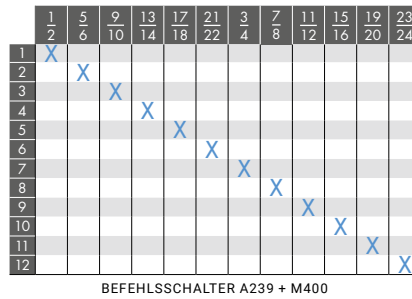 1 5 9 13 17 21 3 7 11 15 19 23
2 6 10 14 18 22 4 8 12 16 20 24
1 X
2 X
3 X
4 X
5 X
6 X
7 X
8 X
9 X
10 X
11 X
12 X
BEFEHLSSCHALTER A239 + M400